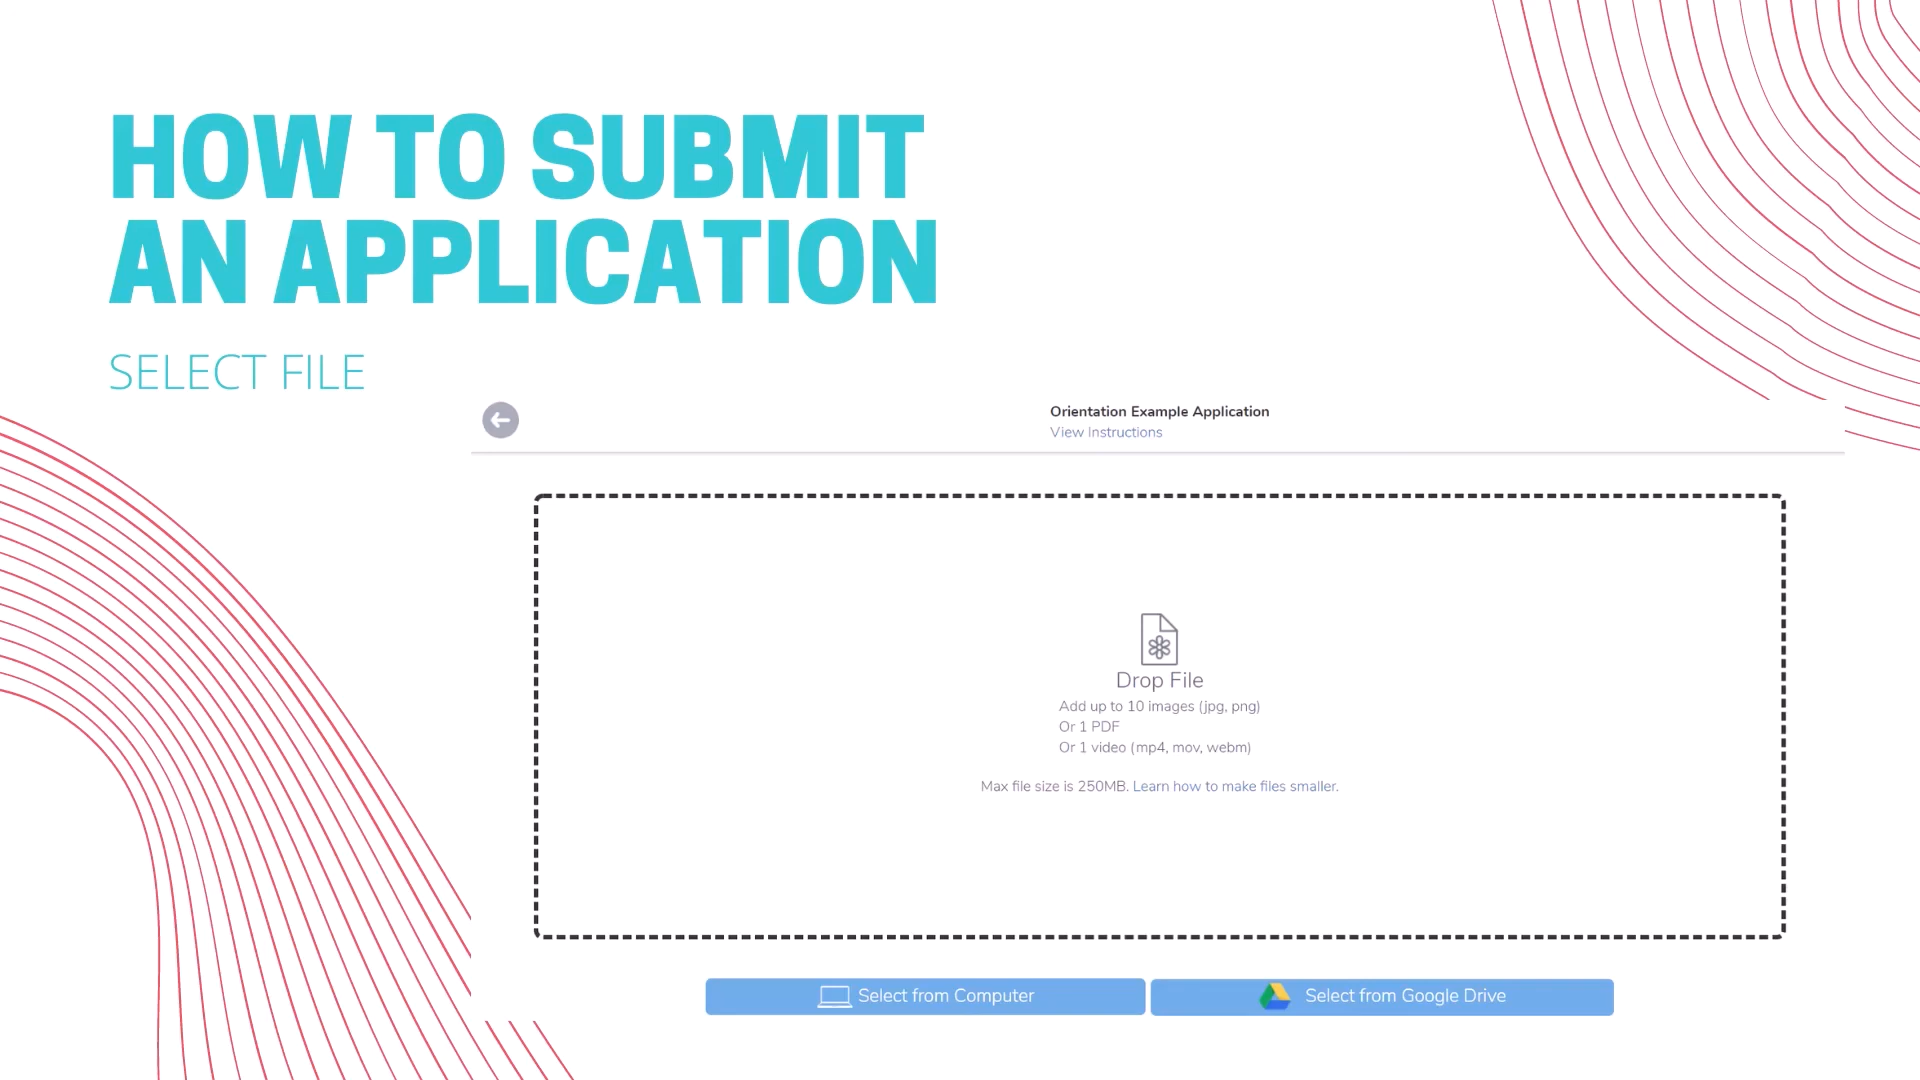 HOW TO SUBMIT
AN APPLICATION
SELECT FILE
Orientation Example Application
View Instructions
Drop File
Add up to 10 images (jpg, png)
Or 1 PDF
Or 1 video (mp4, mov, webm)
Max file size is 250MB. Learn how to make files smaller.
Select from Computer
Select from Google Drive